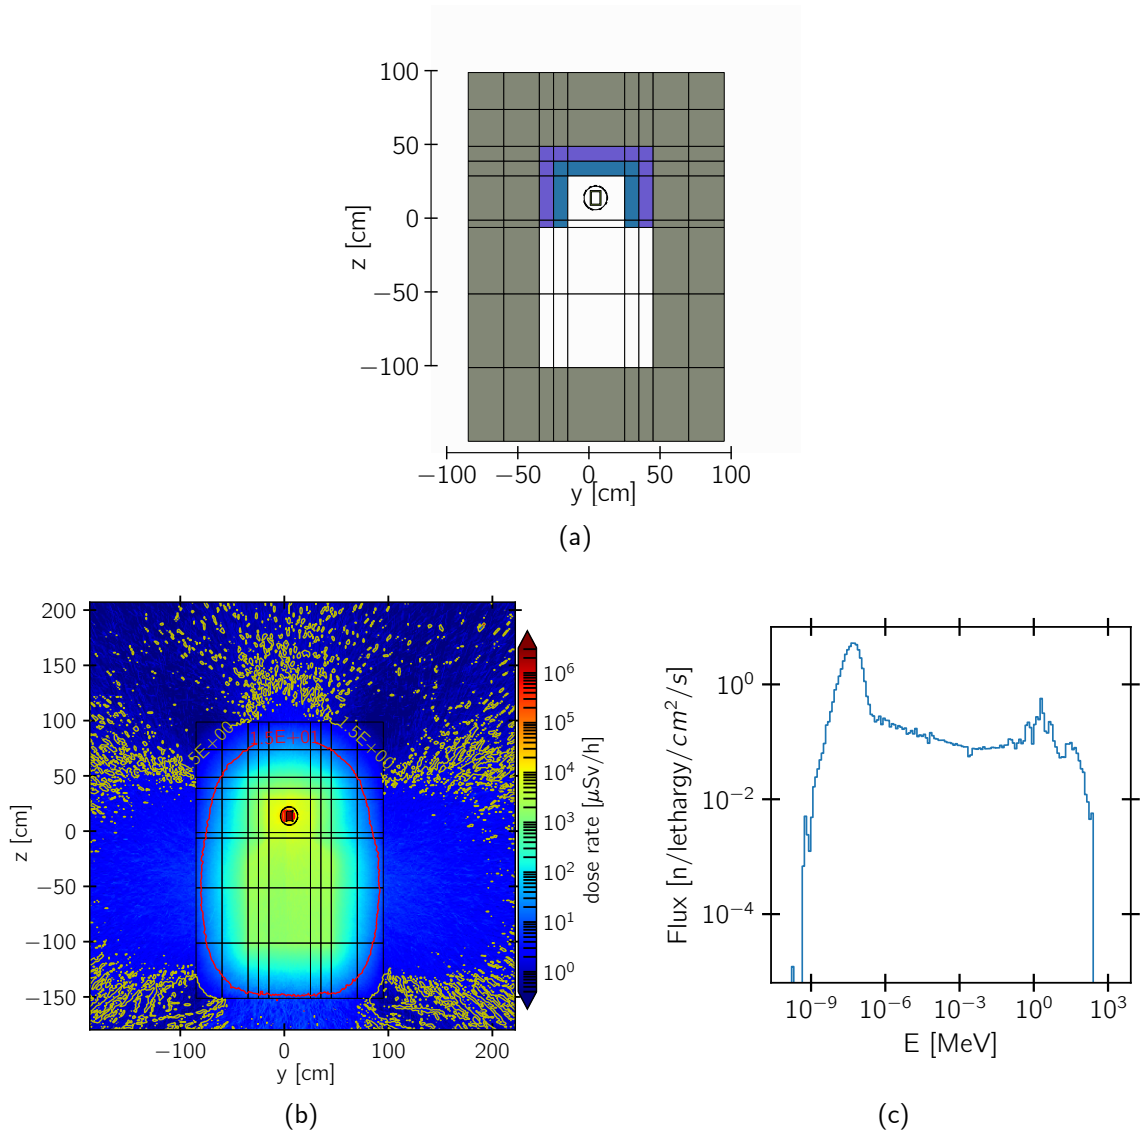 100
50
0
−50
−100
z [cm]
−100 −50 0 50 100
y [cm]
(a)
200
150
100
50
0
−50
−100
−150
z [cm]
−100 0 100 200
y [cm]
1.5E+01
1.5E+00
5E+00
10⁶
10⁵
10⁴
10³
10²
10¹
10⁰
dose rate [μSv/h]
(b)
10⁰
10⁻²
10⁻⁴
Flux [n/lethargy/cm²/s]
10⁻⁹ 10⁻⁶ 10⁻³ 10⁰ 10³
E [MeV]
(c)